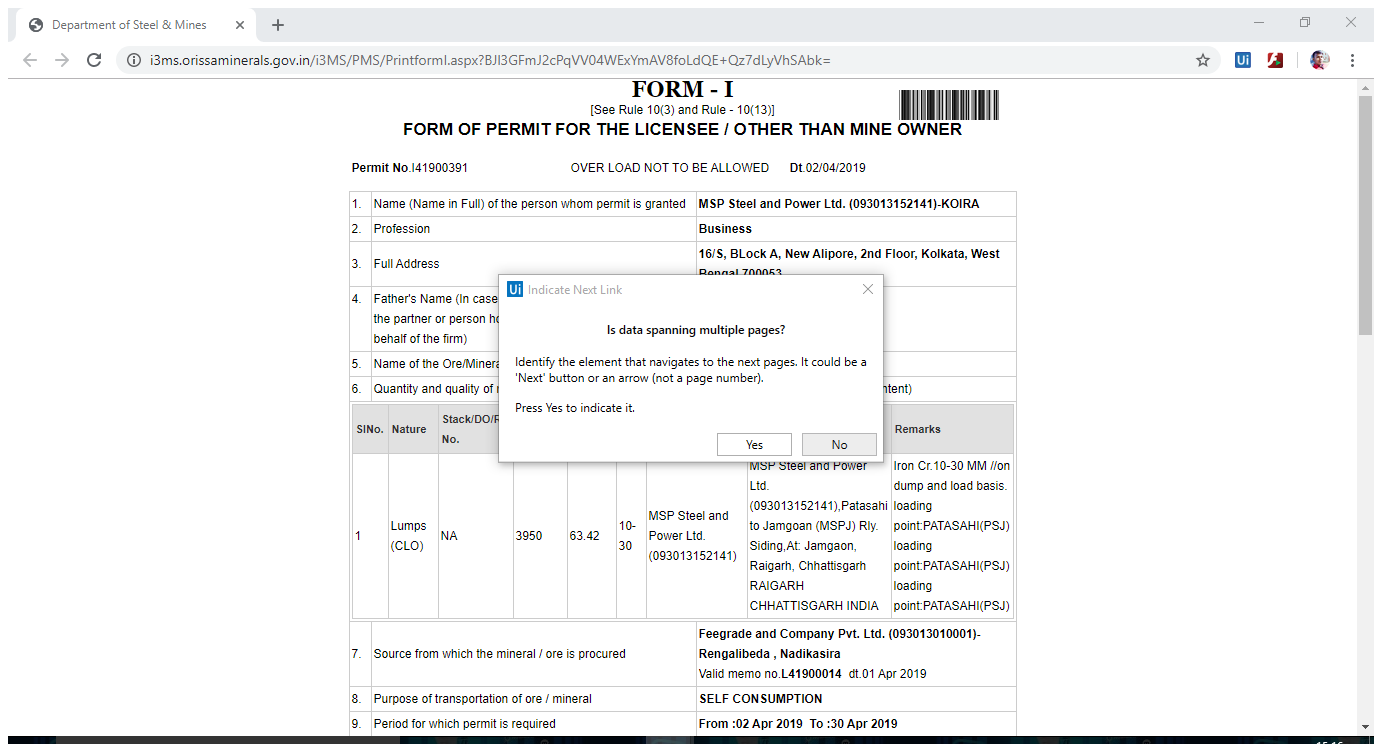 Department of Steel & Mines
i3ms.orissaminerals.gov.in/i3MS/PMS/PrintformI.aspx?BJI3GFmJ2cPqVV04WExYmAV8foLdQE+Qz7dLyVhSAbk=
Ui
FORM - I
[See Rule 10(3) and Rule - 10(13)]
FORM OF PERMIT FOR THE LICENSEE / OTHER THAN MINE OWNER
Permit No.I41900391 OVER LOAD NOT TO BE ALLOWED Dt.02/04/2019
1. Name (Name in Full) of the person whom permit is granted MSP Steel and Power Ltd. (093013152141)-KOIRA
2. Profession Business
3. Full Address 16/S, BLock A, New Alipore, 2nd Floor, Kolkata, West
Bengal,700053
4. Father's Name (In case
the partner or person
behalf of the firm)
5. Name of the Ore/Minera
6. Quantity and quality of
Ui Indicate Next Link
Is data spanning multiple pages?
Identify the element that navigates to the next pages. It could be a
'Next' button or an arrow (not a page number).
Press Yes to indicate it.
Yes No
SlNo. Nature Stack/DO/R
No.
Remarks
1
Lumps
(CLO)
NA
3950
63.42
10-
30
MSP Steel and
Power Ltd.
(093013152141)
MSP Steel and Power
Ltd.
(093013152141),Patasahi
to Jamgoan (MSPJ) Rly.
Siding,At: Jamgaon,
Raigarh, Chhattisgarh
RAIGARH
CHHATTISGARH INDIA
Iron Cr.10-30 MM //on
dump and load basis.
loading
point:PATASAHI(PSJ)
loading
point:PATASAHI(PSJ)
loading
point:PATASAHI(PSJ)
7. Source from which the mineral / ore is procured
Feegrade and Company Pvt. Ltd. (093013010001)-
Rengalibeda , Nadikasira
Valid memo no.L41900014 dt.01 Apr 2019
8. Purpose of transportation of ore / mineral SELF CONSUMPTION
9. Period for which permit is required From :02 Apr 2019 To :30 Apr 2019